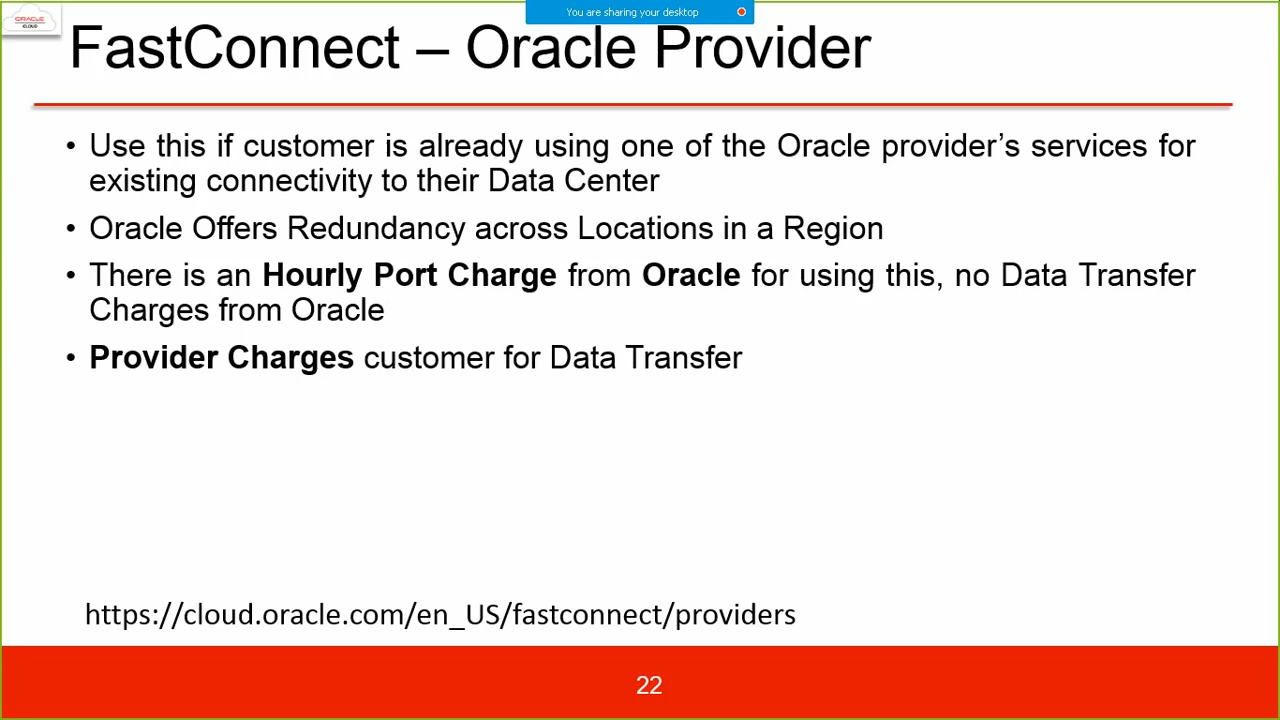 You are sharing your desktop
ORACLE
CLOUD
FastConnect – Oracle Provider
• Use this if customer is already using one of the Oracle provider’s services for
existing connectivity to their Data Center
• Oracle Offers Redundancy across Locations in a Region
• There is an Hourly Port Charge from Oracle for using this, no Data Transfer
Charges from Oracle
• Provider Charges customer for Data Transfer
https://cloud.oracle.com/en_US/fastconnect/providers
22